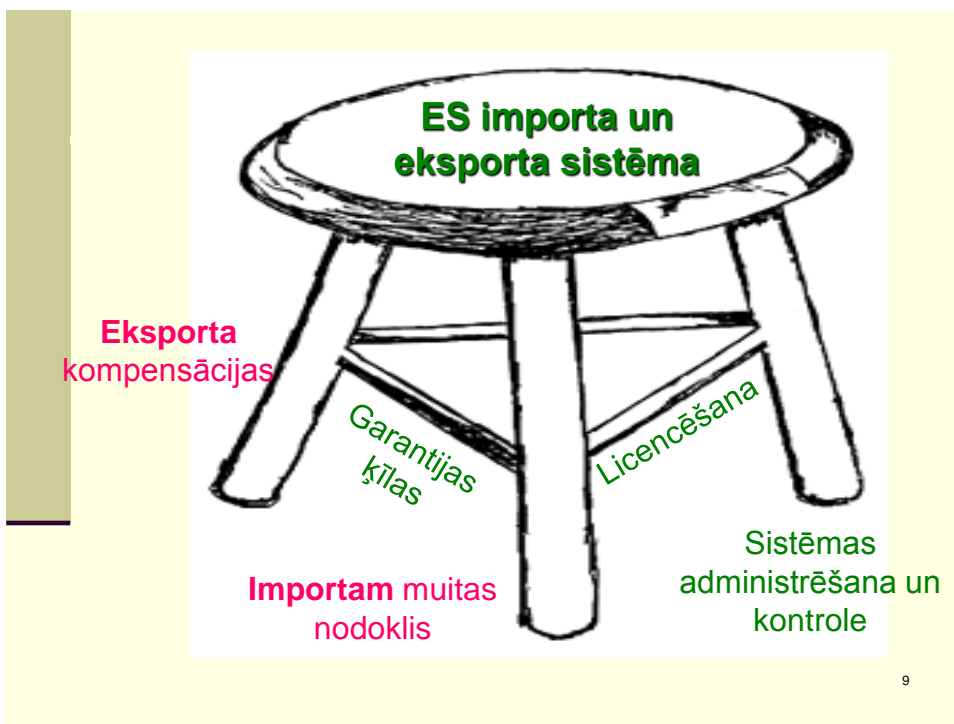 ES importa un
eksporta sistēma
Eksporta
kompensācijas
Garantijas
ķīlas
Licencēšana
Importam muitas
nodoklis
Sistēmas
administrēšana un
kontrole
9